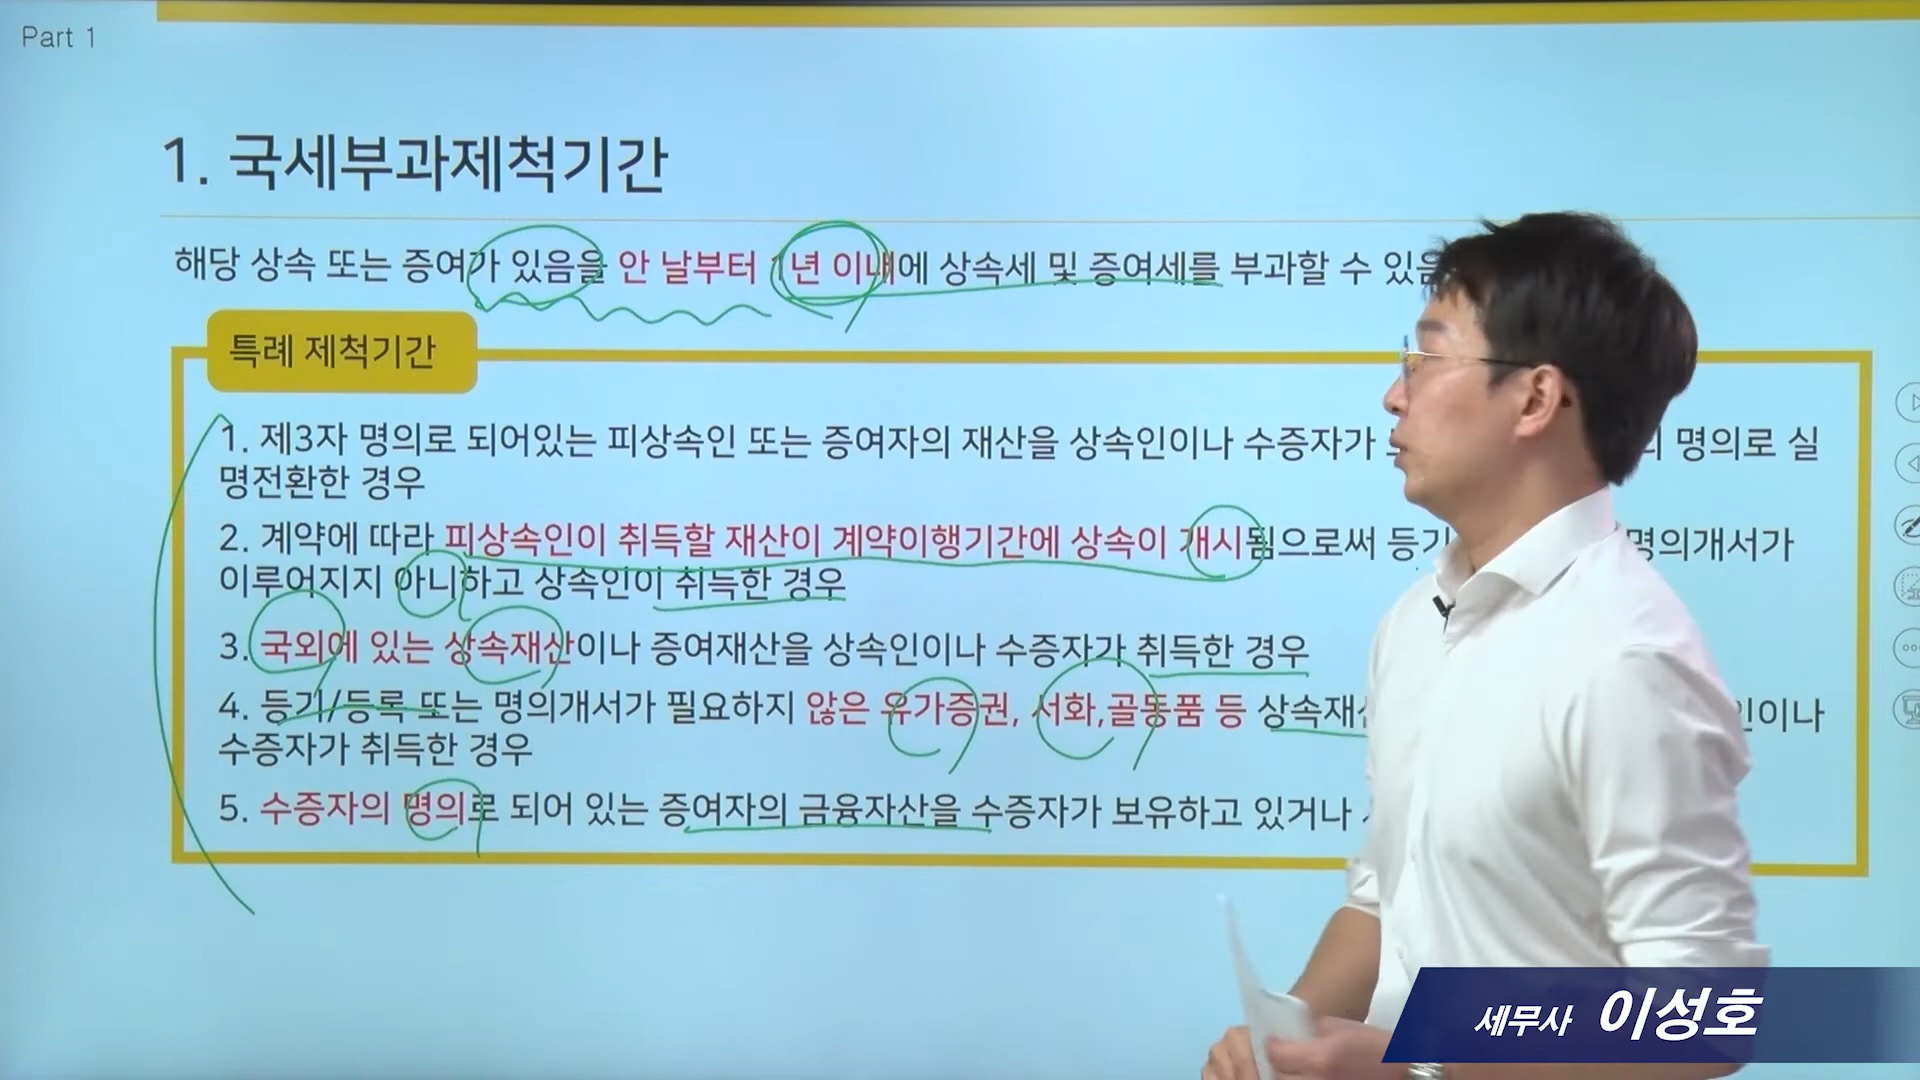 Part 1
1. 국세부과제척기간
해당 상속 또는 증여가 있음을 안 날부터 1년 이내에 상속세 및 증여세를 부과할 수 있음
특례 제척기간
1. 제3자 명의로 되어있는 피상속인 또는 증여자의 재산을 상속인이나 수증자가 명의로 실
명전환한 경우
2. 계약에 따라 피상속인이 취득할 재산이 계약이행기간에 상속이 개시됨으로써 등기 명의개서가
이루어지지 아니하고 상속인이 취득한 경우
3. 국외에 있는 상속재산이나 증여재산을 상속인이나 수증자가 취득한 경우
4. 등기/등록 또는 명의개서가 필요하지 않은 유가증권, 서화,골동품 등
수증자가 취득한 경우
5. 수증자의 명의로 되어 있는 증여자의 금융자산을 수증자가 보유하고 있거나
세무사 이성호